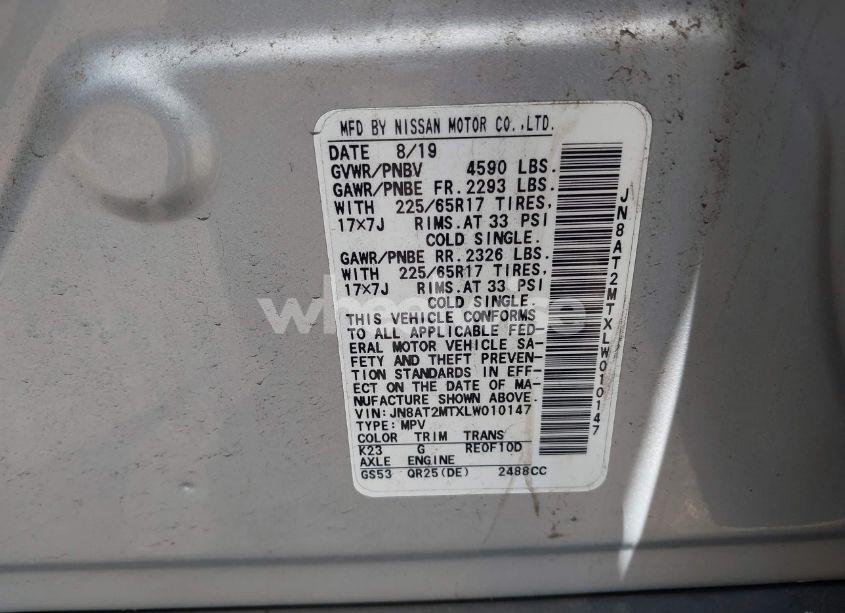 MFD BY NISSAN MOTOR CO.,LTD.
DATE 8/19
GVWR/PNBV 4590 LBS.
GAWR/PNBE FR. 2293 LBS.
WITH 225/65R17 TIRES,
17×7J RIMS. AT 33 PSI
COLD SINGLE.
GAWR/PNBE RR. 2326 LBS.
WITH 225/65R17 TIRES,
17×7J RIMS. AT 33 PSI
COLD SINGLE.
THIS VEHICLE CONFORMS
TO ALL APPLICABLE FED-
ERAL MOTOR VEHICLE SA-
FETY AND THEFT PREVEN-
TION STANDARDS IN EFF-
ECT ON THE DATE OF MA-
NUFACTURE SHOWN ABOVE.
VIN: JN8AT2MTXLW010147
TYPE: MPV
COLOR TRIM TRANS
K23 G RE0F10D
AXLE ENGINE
GS53 QR25(DE) 2488CC
JN8AT2MTXLW010147